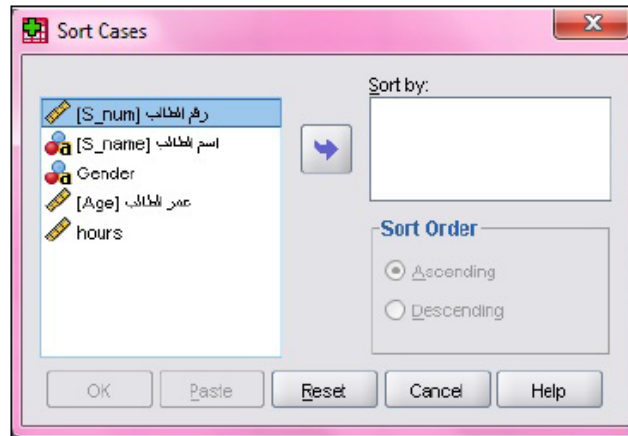 Sort Cases
رقم الطالب [S_num]
اسم الطالب [S_name]
Gender
عمر الطالب [Age]
hours
Sort by:
Sort Order
Ascending
Descending
OK
Paste
Reset
Cancel
Help